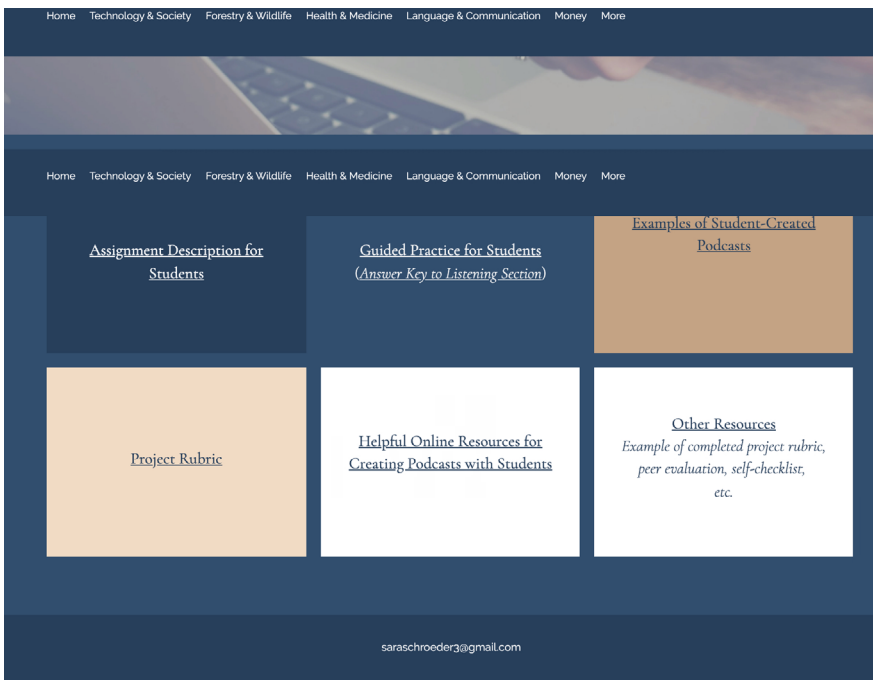 Home Technology & Society Forestry & Wildlife Health & Medicine Language & Communication Money More
Home Technology & Society Forestry & Wildlife Health & Medicine Language & Communication Money More
Assignment Description for
Students
Guided Practice for Students
(Answer Key to Listening Section)
Examples of Student-Created
Podcasts
Project Rubric
Helpful Online Resources for
Creating Podcasts with Students
Other Resources
Example of completed project rubric,
peer evaluation, self-checklist,
etc.
saraschroeder3@gmail.com